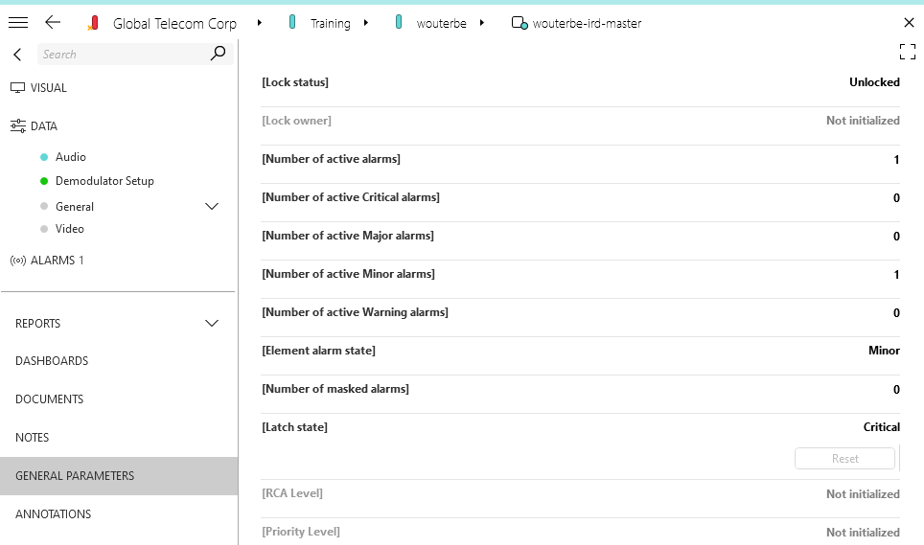 Global Telecom Corp
Training
wouterbe
wouterbe-ird-master
Search
VISUAL
DATA
Audio
Demodulator Setup
General
Video
ALARMS 1
REPORTS
DASHBOARDS
DOCUMENTS
NOTES
GENERAL PARAMETERS
ANNOTATIONS
[Lock status] Unlocked
[Lock owner] Not initialized
[Number of active alarms] 1
[Number of active Critical alarms] 0
[Number of active Major alarms] 0
[Number of active Minor alarms] 1
[Number of active Warning alarms] 0
[Element alarm state] Minor
[Number of masked alarms] 0
[Latch state] Critical
Reset
[RCA Level] Not initialized
[Priority Level] Not initialized